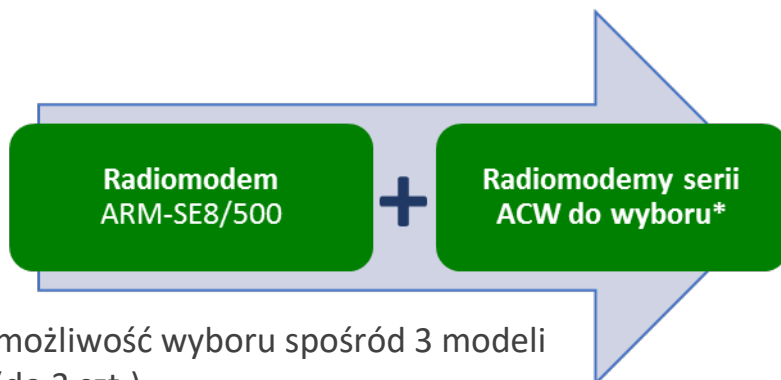 Radiomodem
ARM-SE8/500
+
Radiomodemy serii
ACW do wyboru*
możliwość wyboru spośród 3 modeli